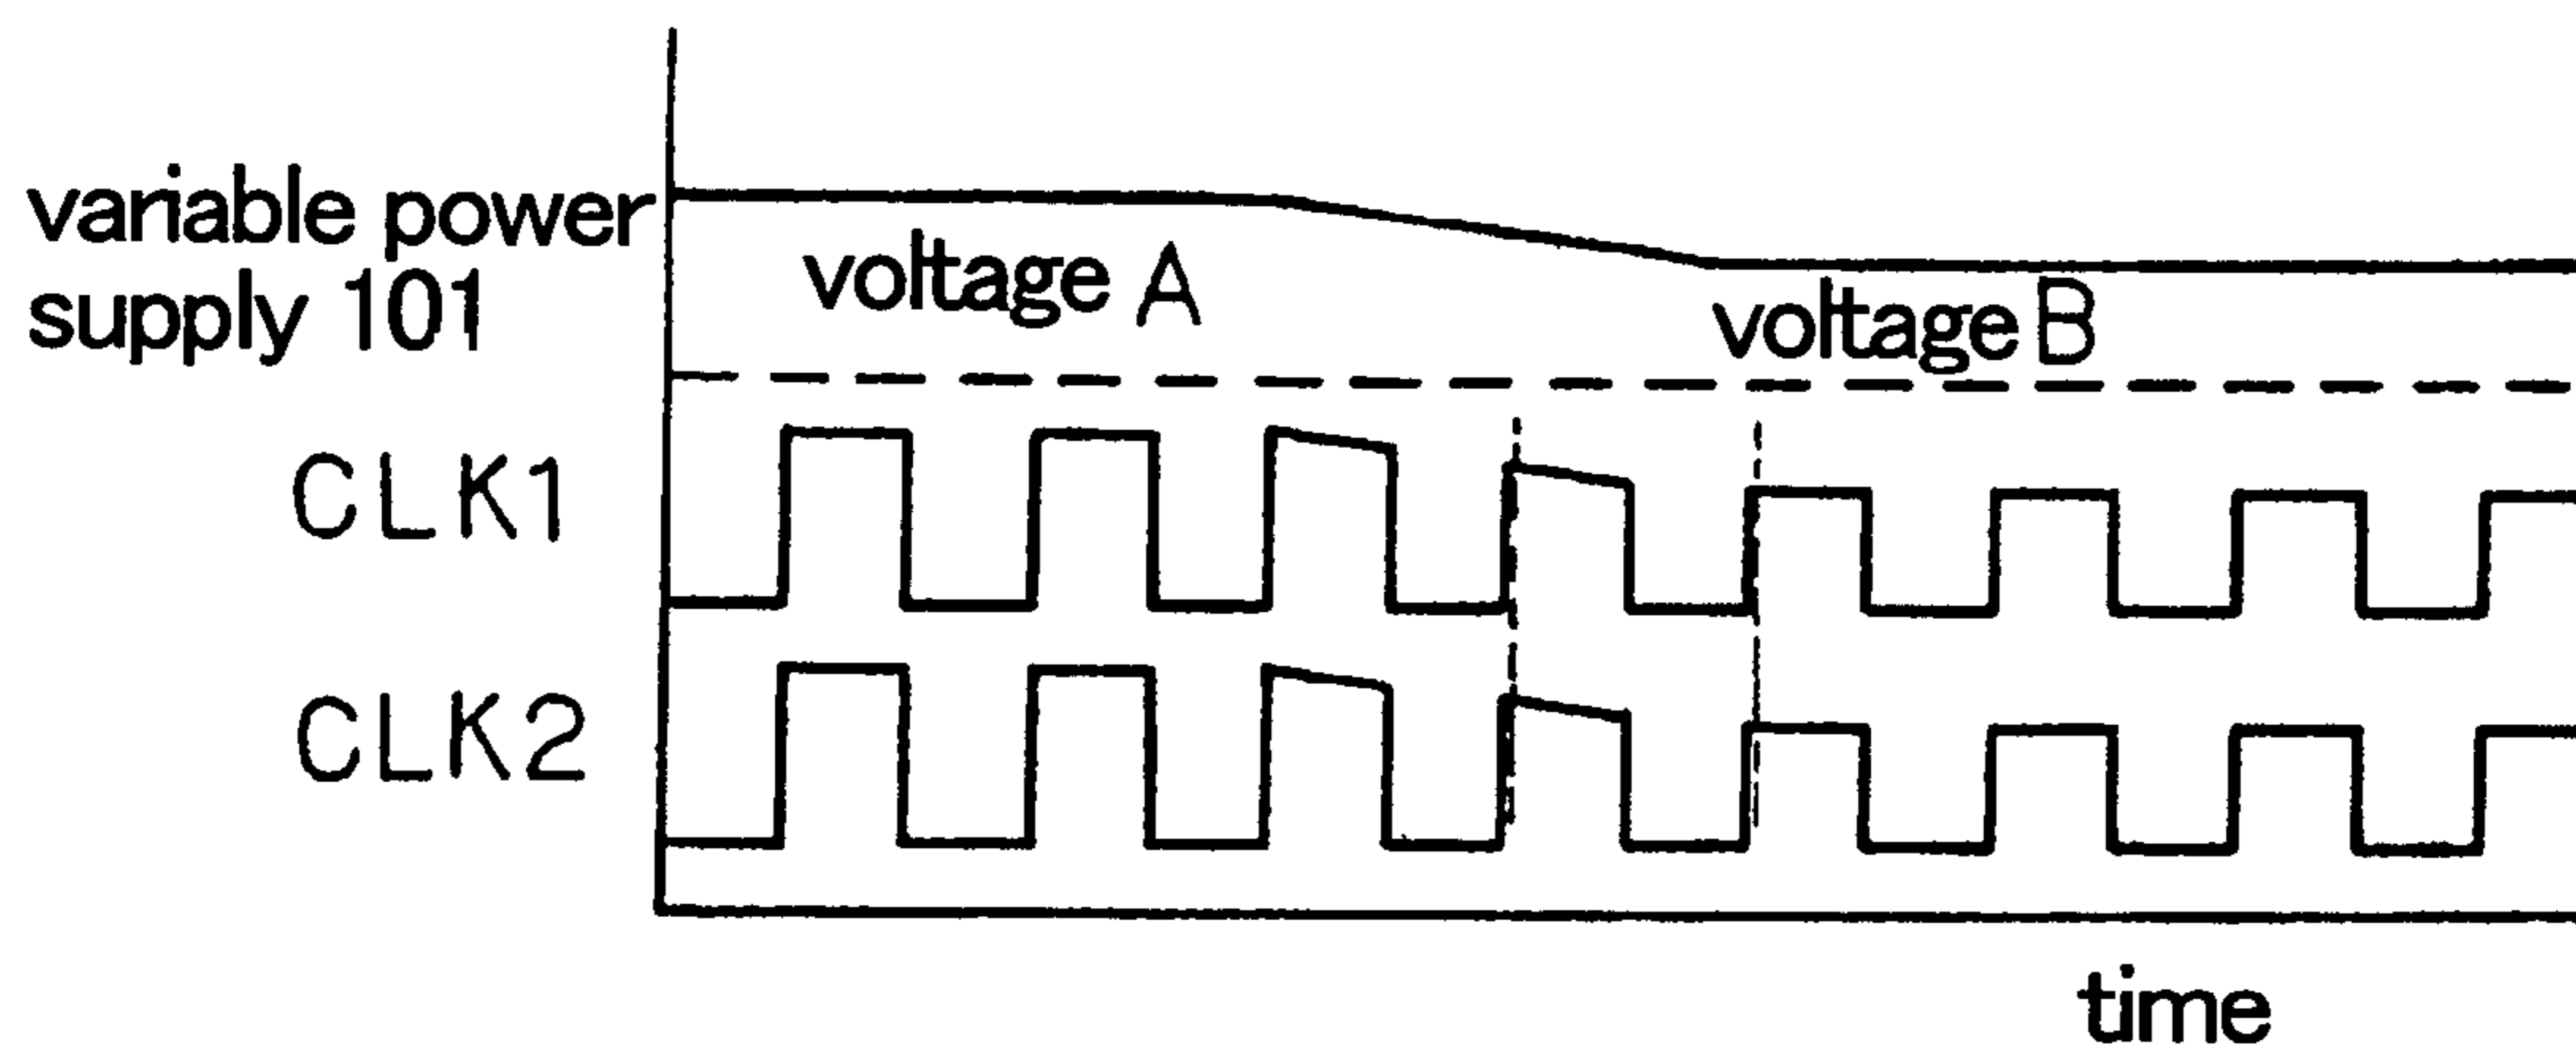 variable power
supply 101
voltage A
voltage B
CLK1
CLK2
time